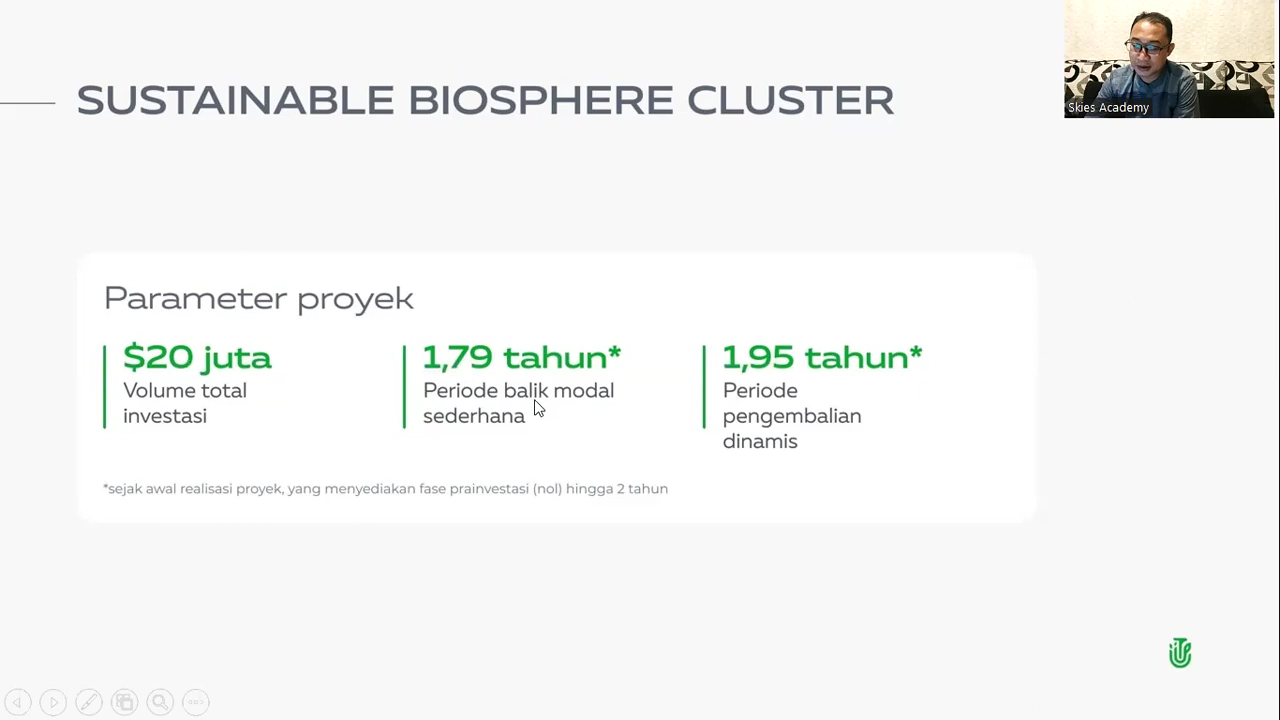 SUSTAINABLE BIOSPHERE CLUSTER
Skies Academy
Parameter proyek
$20 juta
Volume total
investasi
1,79 tahun*
Periode balik modal
sederhana
1,95 tahun*
Periode
pengembalian
dinamis
*sejak awal realisasi proyek, yang menyediakan fase prainvestasi (nol) hingga 2 tahun